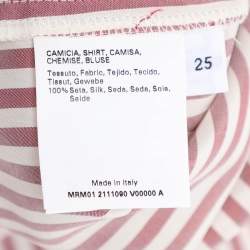 CAMICIA, SHIRT, CAMISA,
CHEMISE, BLUSE
Tessuto, Fabric, Tejido, Tecido,
Tissut, Gewebe
100% Seta, Silk, Seda, Seda, Soie,
Seide
25
Made in Italy
MRM01 2111090 V00000 A